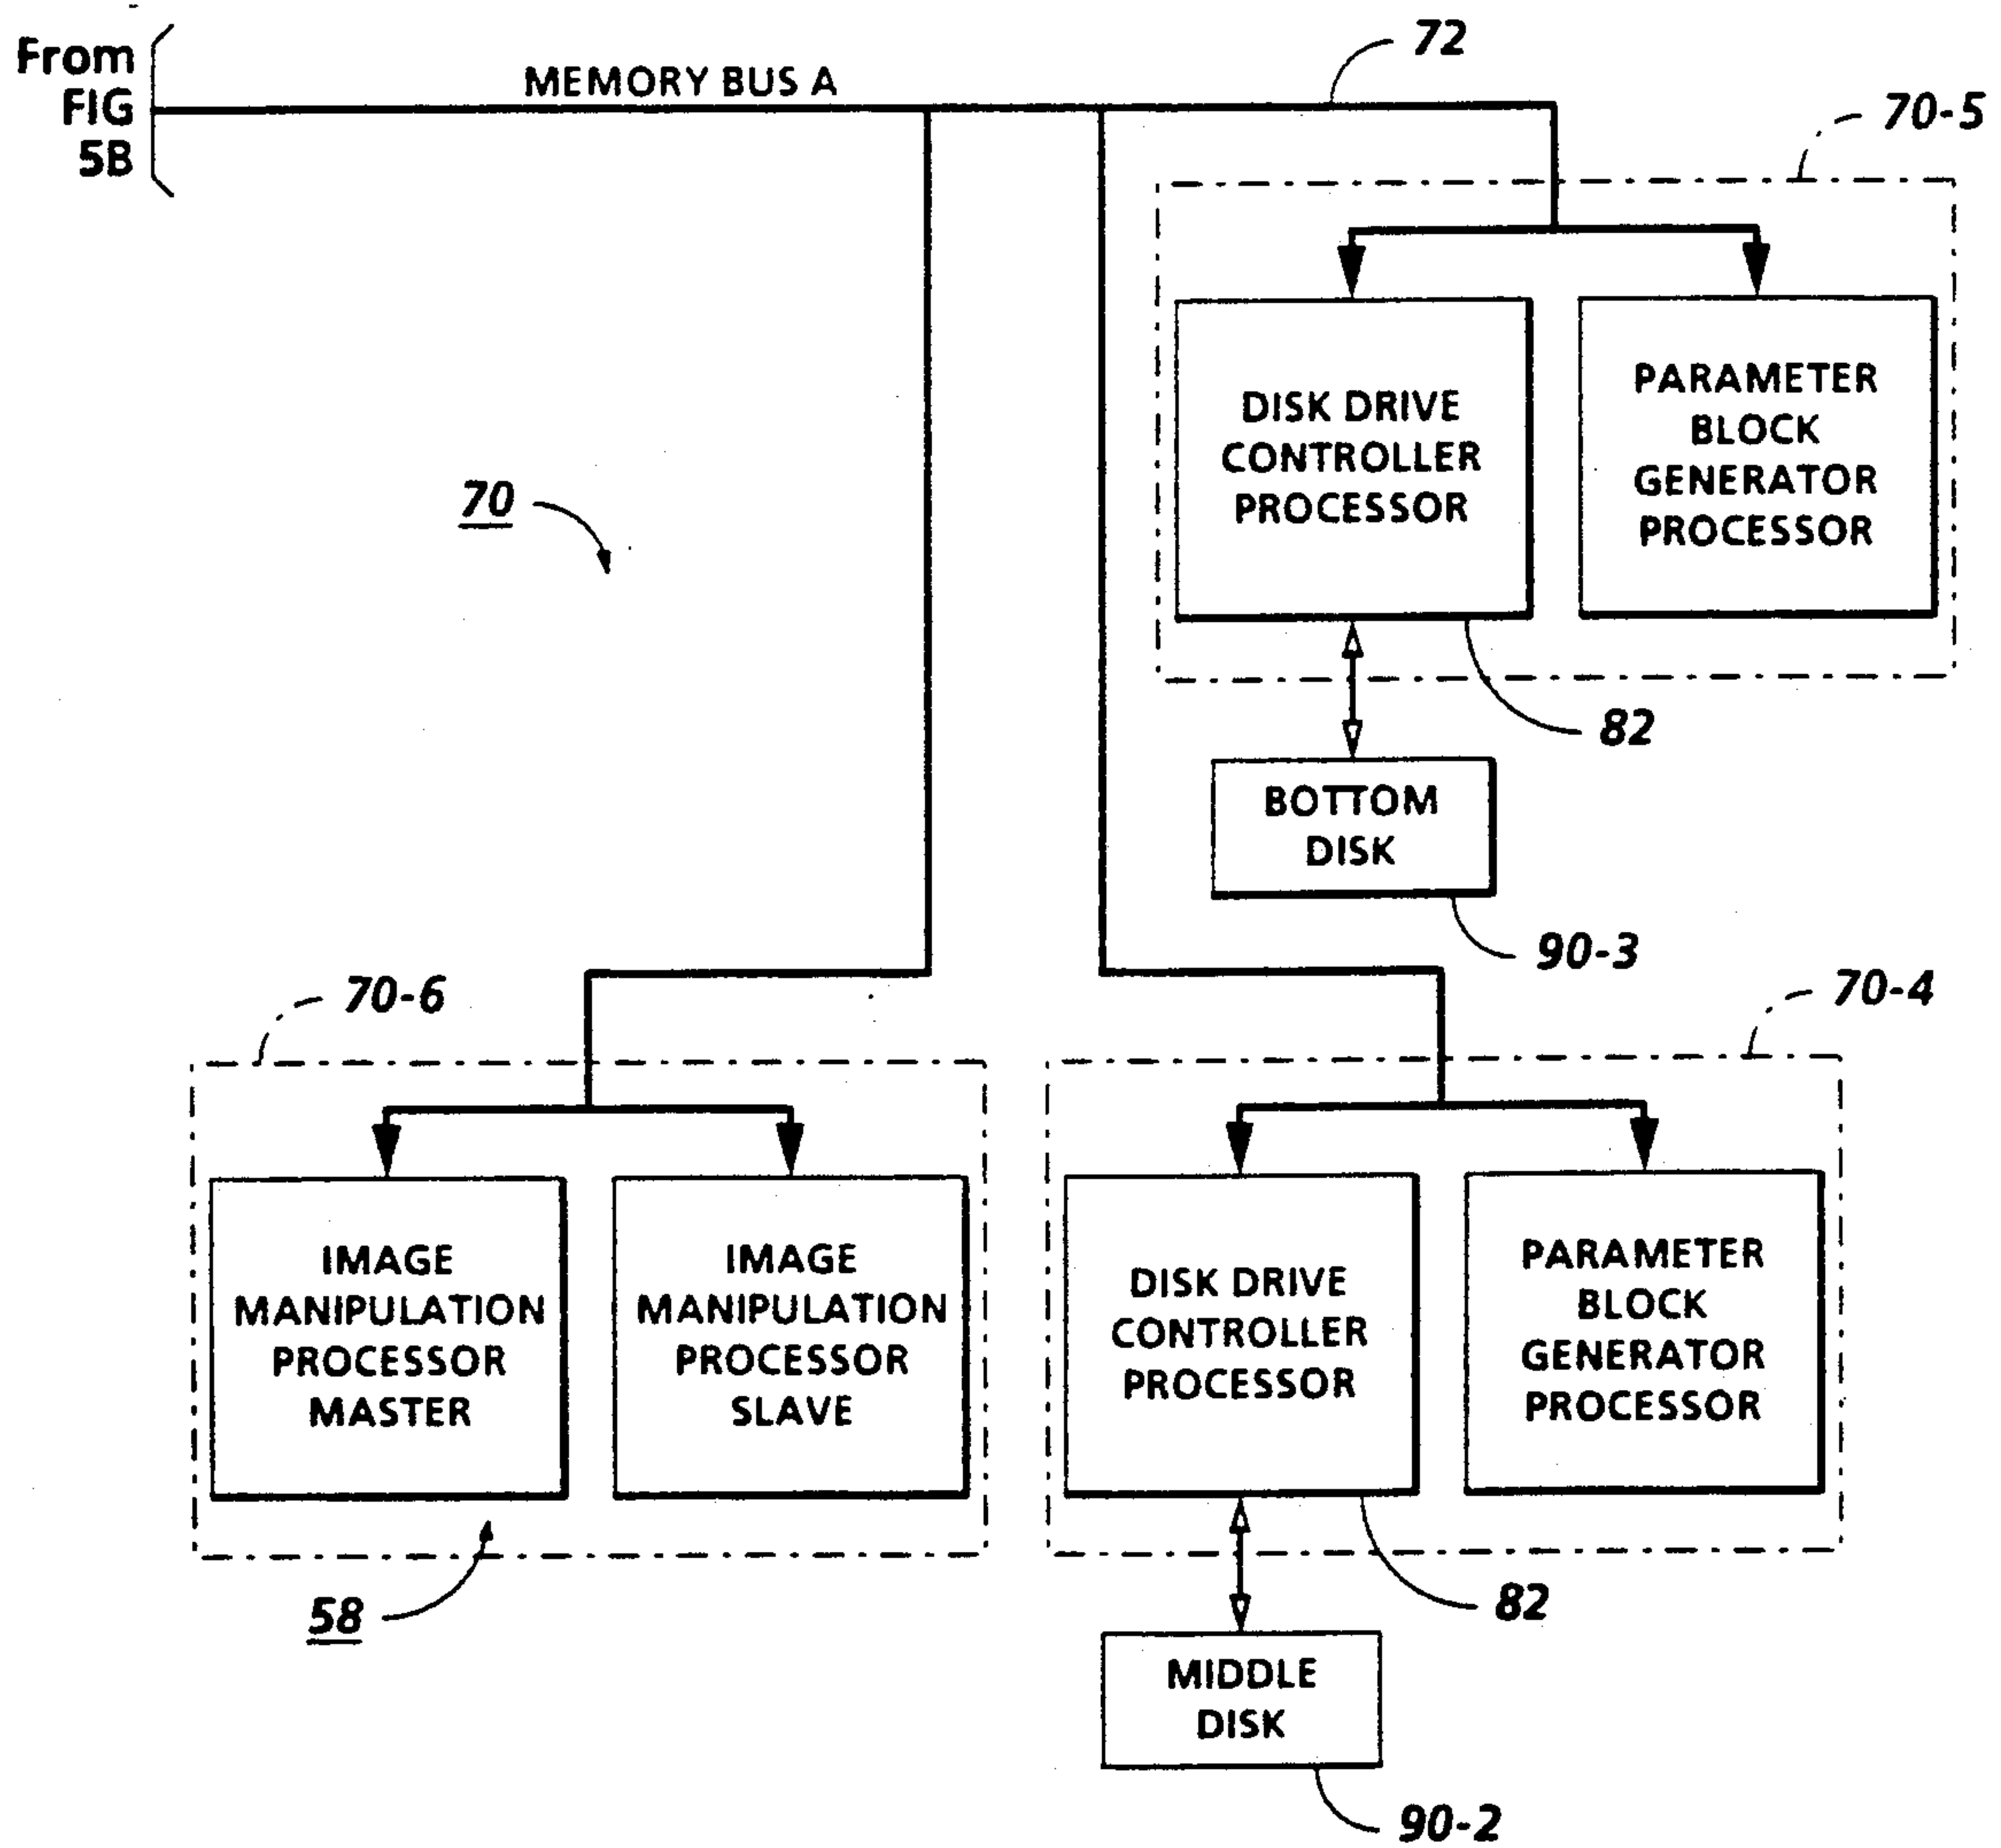 From
FIG
5B
MEMORY BUS A
72
70-5
DISK DRIVE
CONTROLLER
PROCESSOR
PARAMETER
BLOCK
GENERATOR
PROCESSOR
70
82
BOTTOM
DISK
90-3
70-6
70-4
IMAGE
MANIPULATION
PROCESSOR
MASTER
IMAGE
MANIPULATION
PROCESSOR
SLAVE
DISK DRIVE
CONTROLLER
PROCESSOR
PARAMETER
BLOCK
GENERATOR
PROCESSOR
58
82
MIDDLE
DISK
90-2